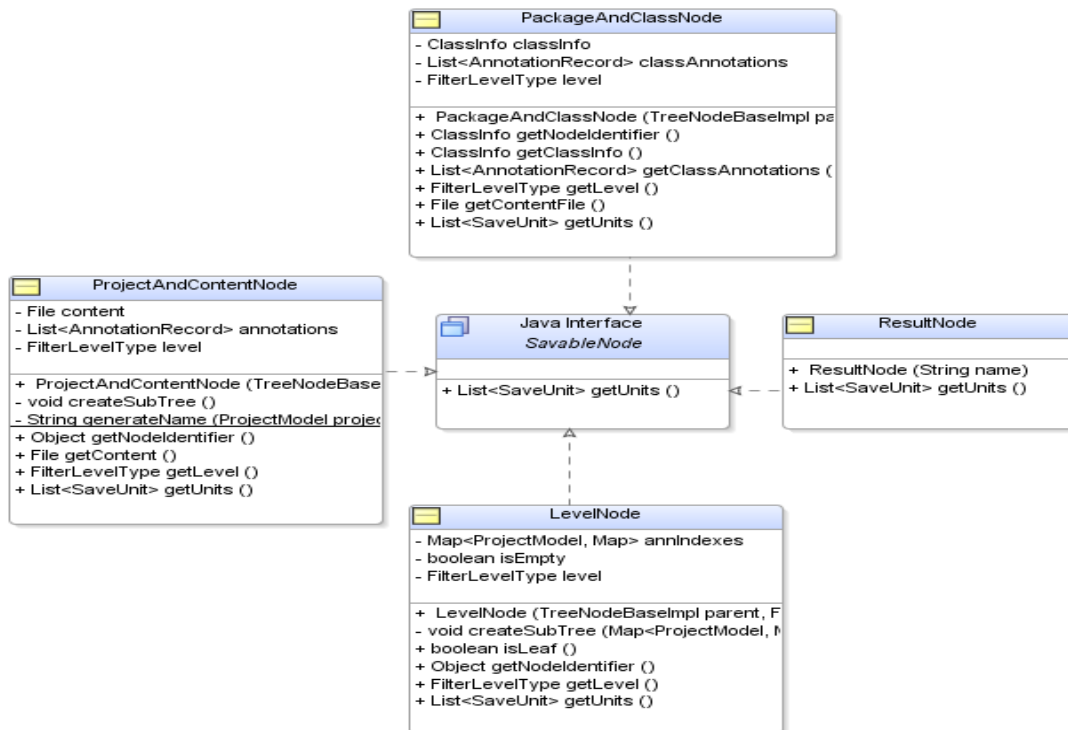 PackageAndClassNode
- ClassInfo classInfo
- List<AnnotationRecord> classAnnotations
- FilterLevelType level
+ PackageAndClassNode (TreeNodeBaseImpl pa
+ ClassInfo getNodeIdentifier ()
+ ClassInfo getClassInfo ()
+ List<AnnotationRecord> getClassAnnotations (
+ FilterLevelType getLevel ()
+ File getContentFile ()
+ List<SaveUnit> getUnits ()
ProjectAndContentNode
- File content
- List<AnnotationRecord> annotations
- FilterLevelType level
+ ProjectAndContentNode (TreeNodeBase
- void createSubTree ()
- String generateName (ProjectModel projec
+ Object getNodeIdentifier ()
+ File getContent ()
+ FilterLevelType getLevel ()
+ List<SaveUnit> getUnits ()
Java Interface
SavableNode
+ List<SaveUnit> getUnits ()
ResultNode
+ ResultNode (String name)
+ List<SaveUnit> getUnits ()
LevelNode
- Map<ProjectModel, Map> annIndexes
- boolean isEmpty
- FilterLevelType level
+ LevelNode (TreeNodeBaseImpl parent, F
- void createSubTree (Map<ProjectModel, M
+ boolean isLeaf ()
+ Object getNodeIdentifier ()
+ FilterLevelType getLevel ()
+ List<SaveUnit> getUnits ()